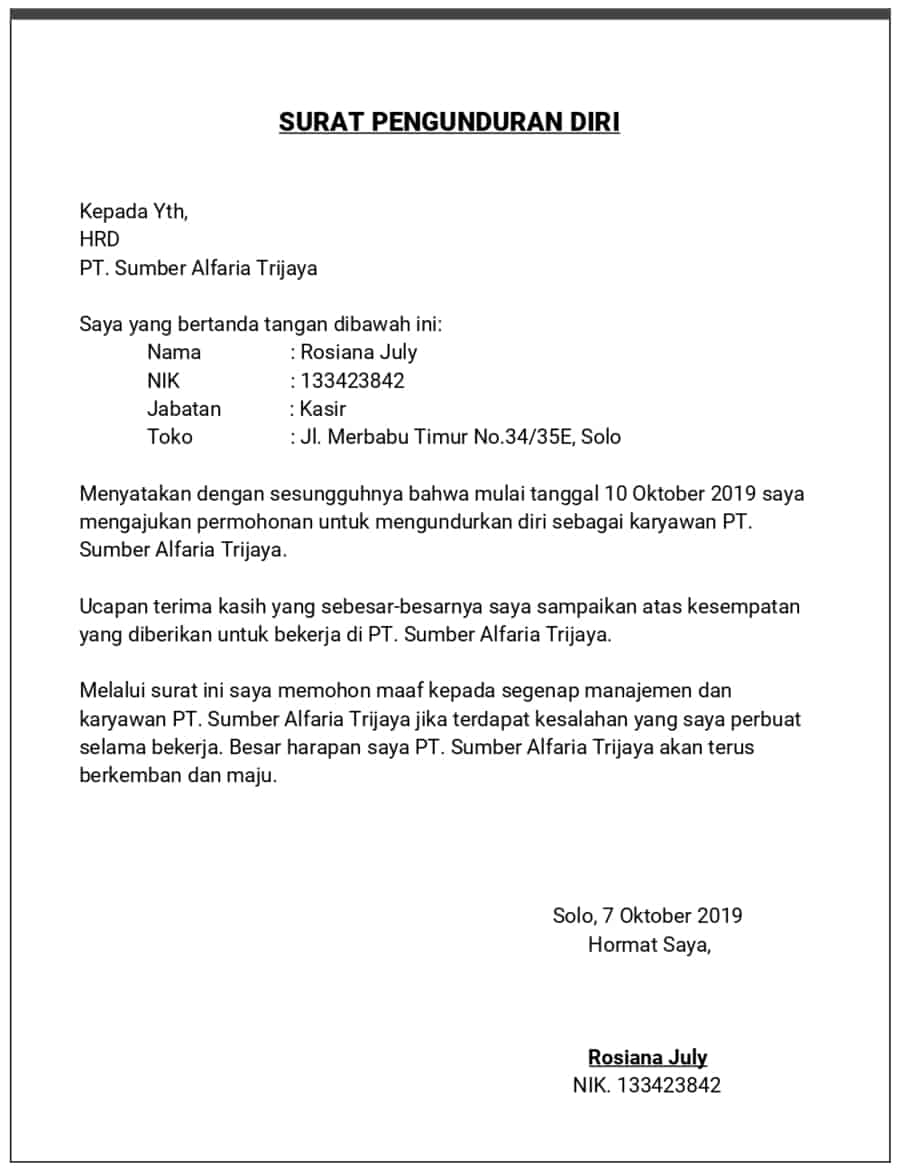 SURAT PENGUNDURAN DIRI
Kepada Yth,
HRD
PT. Sumber Alfaria Trijaya
Saya yang bertanda tangan dibawah ini:
Nama : Rosiana July
NIK : 133423842
Jabatan : Kasir
Toko : Jl. Merbabu Timur No.34/35E, Solo
Menyatakan dengan sesungguhnya bahwa mulai tanggal 10 Oktober 2019 saya
mengajukan permohonan untuk mengundurkan diri sebagai karyawan PT.
Sumber Alfaria Trijaya.
Ucapan terima kasih yang sebesar-besarnya saya sampaikan atas kesempatan
yang diberikan untuk bekerja di PT. Sumber Alfaria Trijaya.
Melalui surat ini saya memohon maaf kepada segenap manajemen dan
karyawan PT. Sumber Alfaria Trijaya jika terdapat kesalahan yang saya perbuat
selama bekerja. Besar harapan saya PT. Sumber Alfaria Trijaya akan terus
berkemban dan maju.
Solo, 7 Oktober 2019
Hormat Saya,
Rosiana July
NIK. 133423842